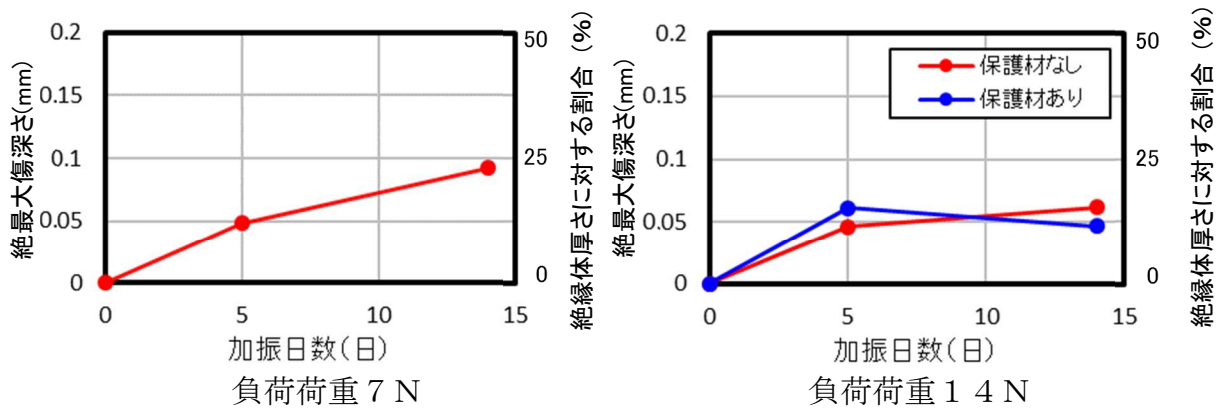 絶最大傷深さ(mm)
0.2
0.15
0.1
0.05
0
0 5 10 15
加振日数(日)
50
25
0
絶縁体厚さに対する割合(%)
負荷荷重7N
絶最大傷深さ(mm)
0.2
0.15
0.1
0.05
0
0 5 10 15
加振日数(日)
保護材なし
保護材あり
50
25
0
絶縁体厚さに対する割合(%)
負荷荷重14N